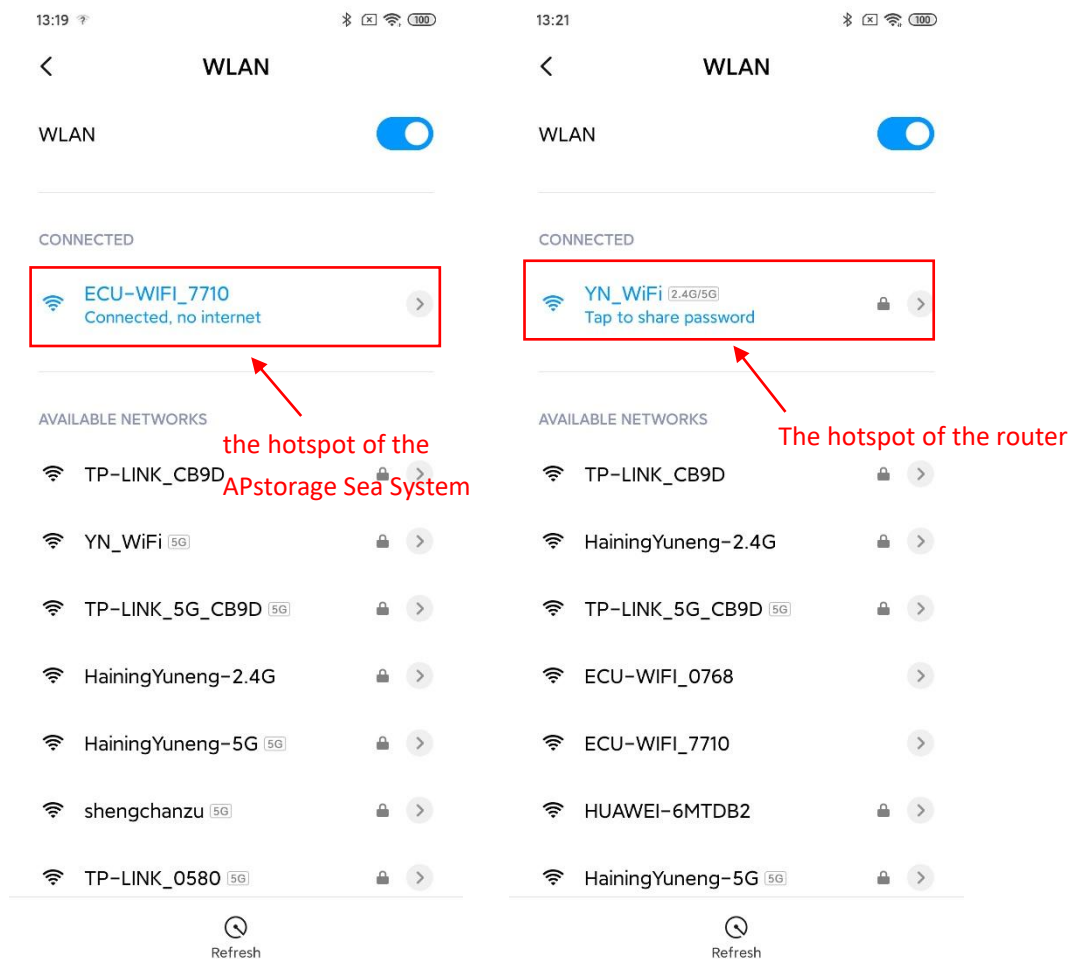 13:19
100
WLAN
WLAN
CONNECTED
ECU-WIFI_7710
Connected, no internet
the hotspot of the
APstorage Sea System
AVAILABLE NETWORKS
TP-LINK_CB9D
YN_WiFi 5G
TP-LINK_5G_CB9D 5G
HainingYuneng-2.4G
HainingYuneng-5G 5G
shengchanzu 5G
TP-LINK_0580 5G
Refresh
13:21
100
WLAN
WLAN
CONNECTED
YN_WiFi 2.4G/5G
Tap to share password
The hotspot of the router
AVAILABLE NETWORKS
TP-LINK_CB9D
HainingYuneng-2.4G
TP-LINK_5G_CB9D 5G
ECU-WIFI_0768
ECU-WIFI_7710
HUAWEI-6MTDB2
HainingYuneng-5G 5G
Refresh